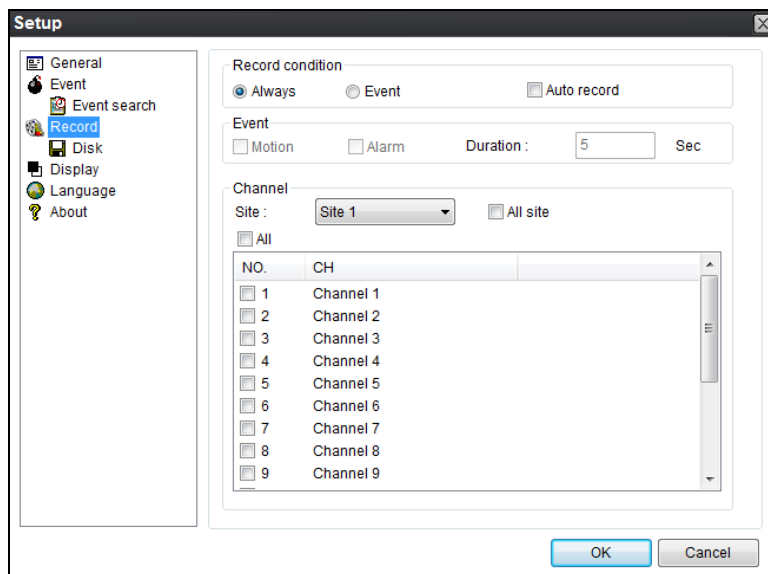 Setup
General
Event
Event search
Record
Disk
Display
Language
About
Record condition
Always Event Auto record
Event
Motion Alarm Duration : 5 Sec
Channel
Site : Site 1 All site
All
NO. CH
1 Channel 1
2 Channel 2
3 Channel 3
4 Channel 4
5 Channel 5
6 Channel 6
7 Channel 7
8 Channel 8
9 Channel 9
OK Cancel